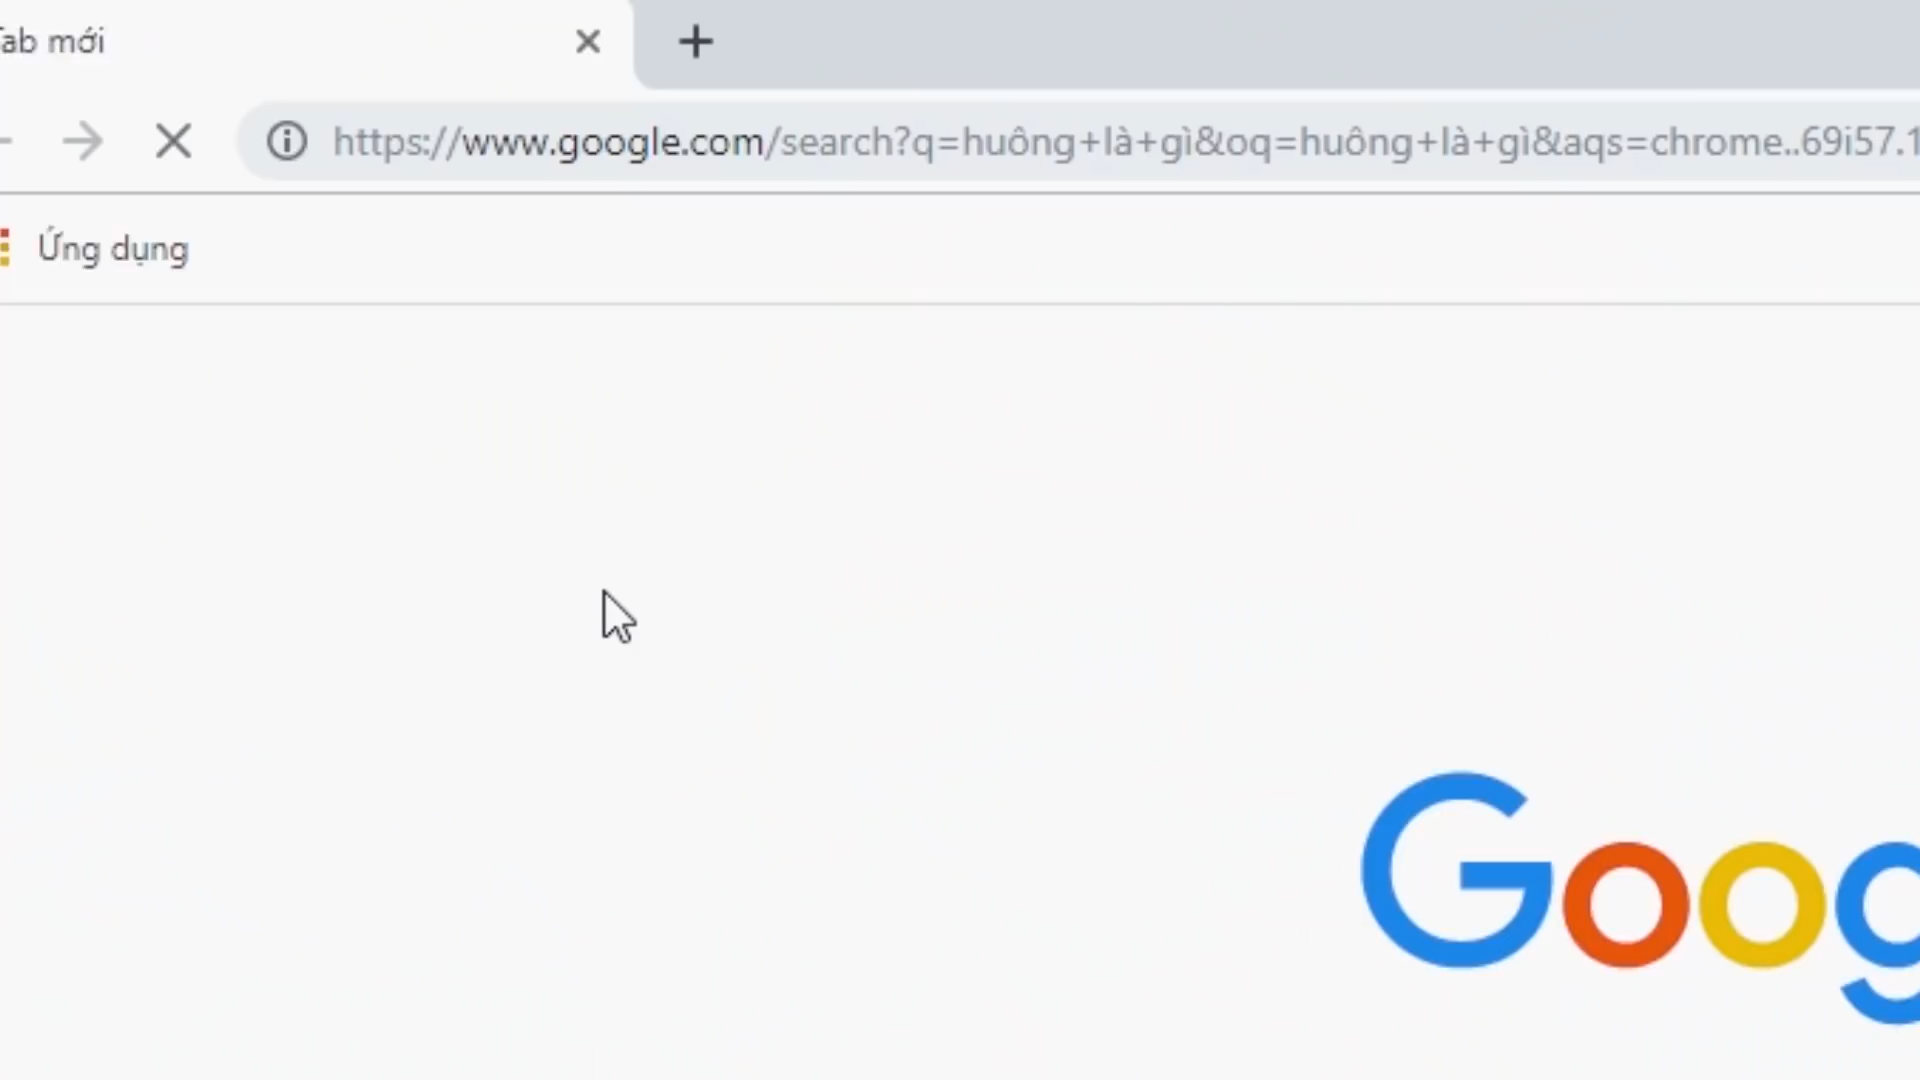 Tab mới
https://www.google.com/search?q=huông+là+gì&oq=huông+là+gì&aqs=chrome..69i57.1
Ứng dụng
Goog